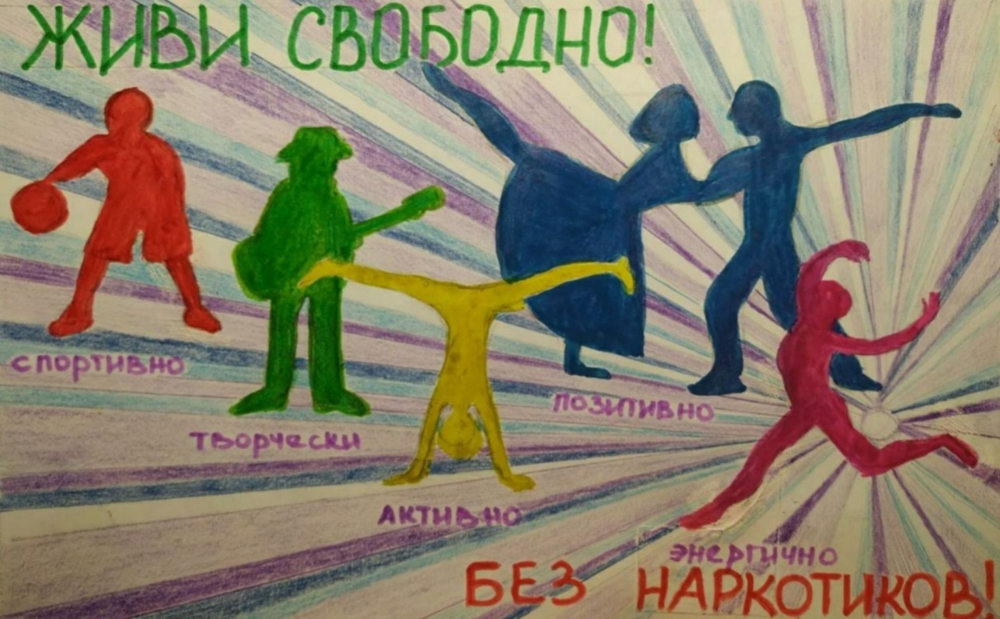 ЖИВИ СВОБОДНО!
спортивно
творчески
активно
позитивно
энергично
БЕЗ НАРКОТИКОВ!